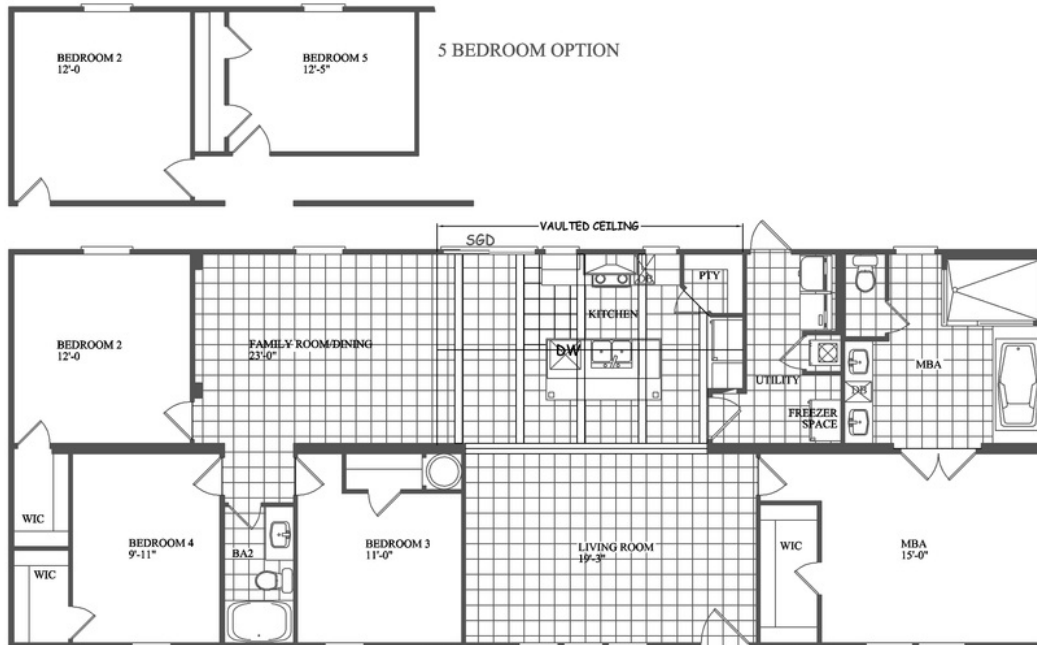 BEDROOM 2
12'-0
BEDROOM 5
12'-5"
5 BEDROOM OPTION
VAULTED CEILING
SGD
BEDROOM 2
12'-0
FAMILY ROOM/DINING
23'-0"
KITCHEN
DB
PTY
DW
UTILITY
FREEZER
SPACE
MBA
DB
WIC
WIC
BEDROOM 4
9'-11"
BA2
BEDROOM 3
11'-0"
LIVING ROOM
19'-3"
WIC
MBA
15'-0"